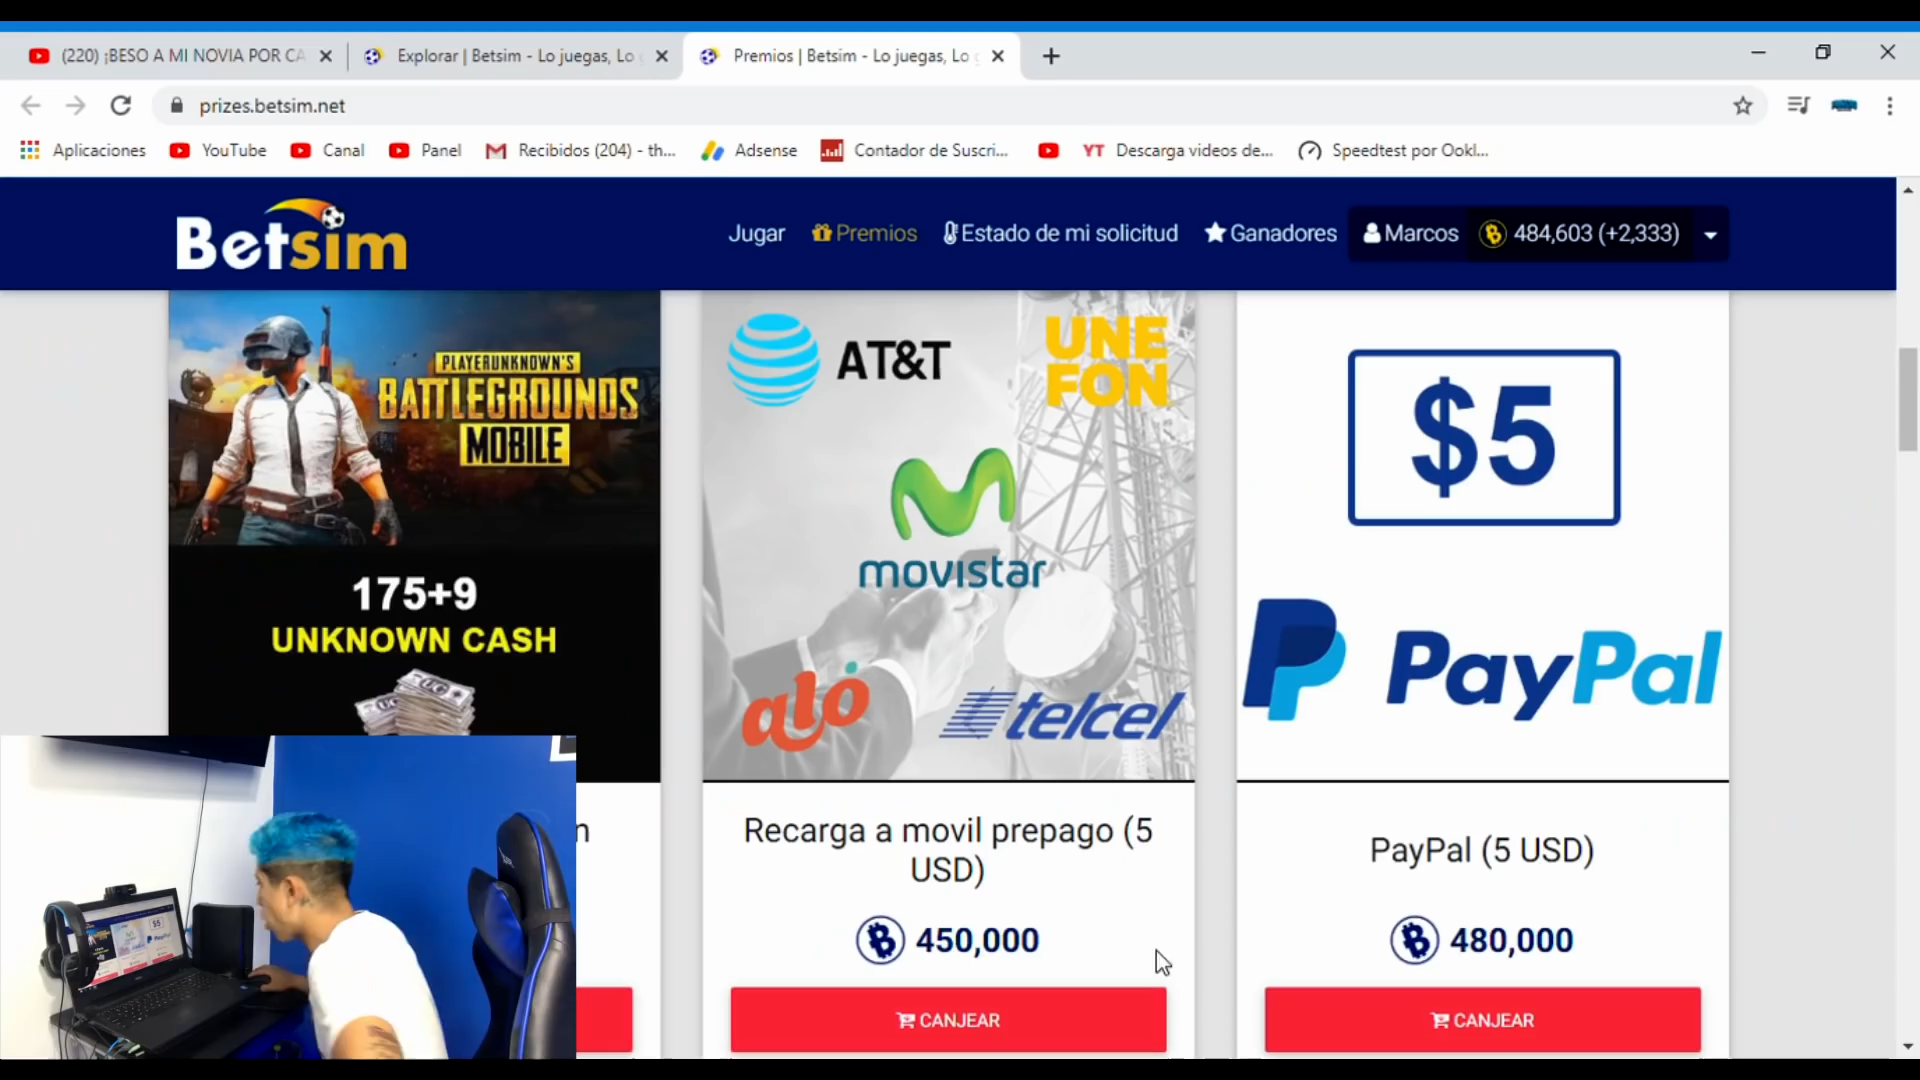 (220) ¡BESO A MI NOVIA POR CA
Explorar | Betsim - Lo juegas, Lo
Premios | Betsim - Lo juegas, Lo
prizes.betsim.net
Aplicaciones
YouTube
Canal
Panel
Recibidos (204) - th...
Adsense
Contador de Suscri...
YT Descarga videos de...
Speedtest por Ookl...
Betsim
Jugar
Premios
Estado de mi solicitud
Ganadores
Marcos
484,603 (+2,333)
PLAYERUNKNOWN'S
BATTLEGROUNDS
MOBILE
175+9
UNKNOWN CASH
UC
AT&T
UNE
FON
movistar
alo
telcel
$5
PayPal
n
Recarga a movil prepago (5
USD)
450,000
CANJEAR
PayPal (5 USD)
480,000
CANJEAR